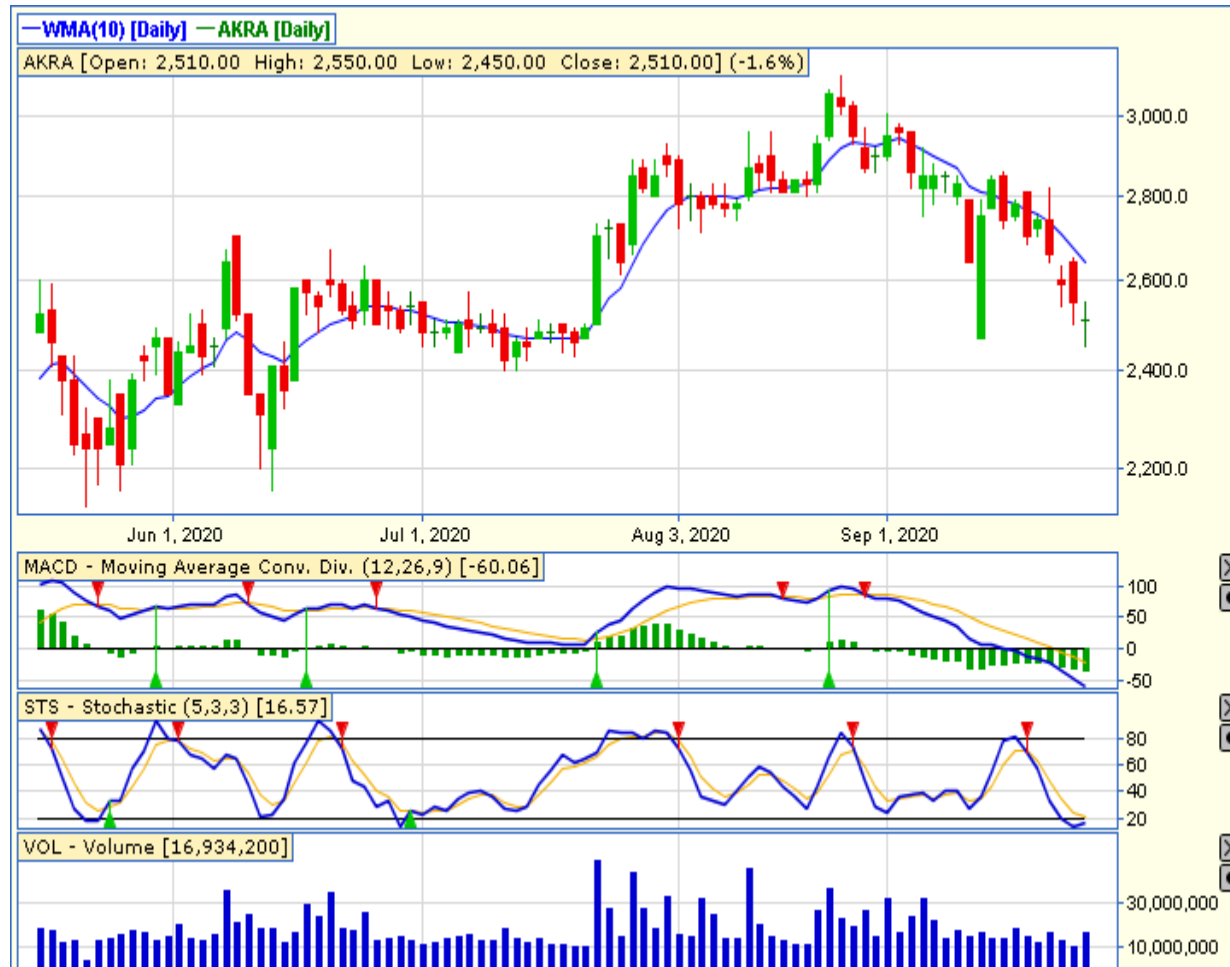 WMA(10) [Daily] AKRA [Daily]
AKRA [Open: 2,510.00 High: 2,550.00 Low: 2,450.00 Close: 2,510.00] (-1.6%)
3,000.0
2,800.0
2,600.0
2,400.0
2,200.0
Jun 1, 2020 Jul 1, 2020 Aug 3, 2020 Sep 1, 2020
MACD - Moving Average Conv. Div. (12,26,9) [-60.06]
100
50
0
-50
STS - Stochastic (5,3,3) [16.57]
80
60
40
20
VOL - Volume [16,934,200]
30,000,000
10,000,000